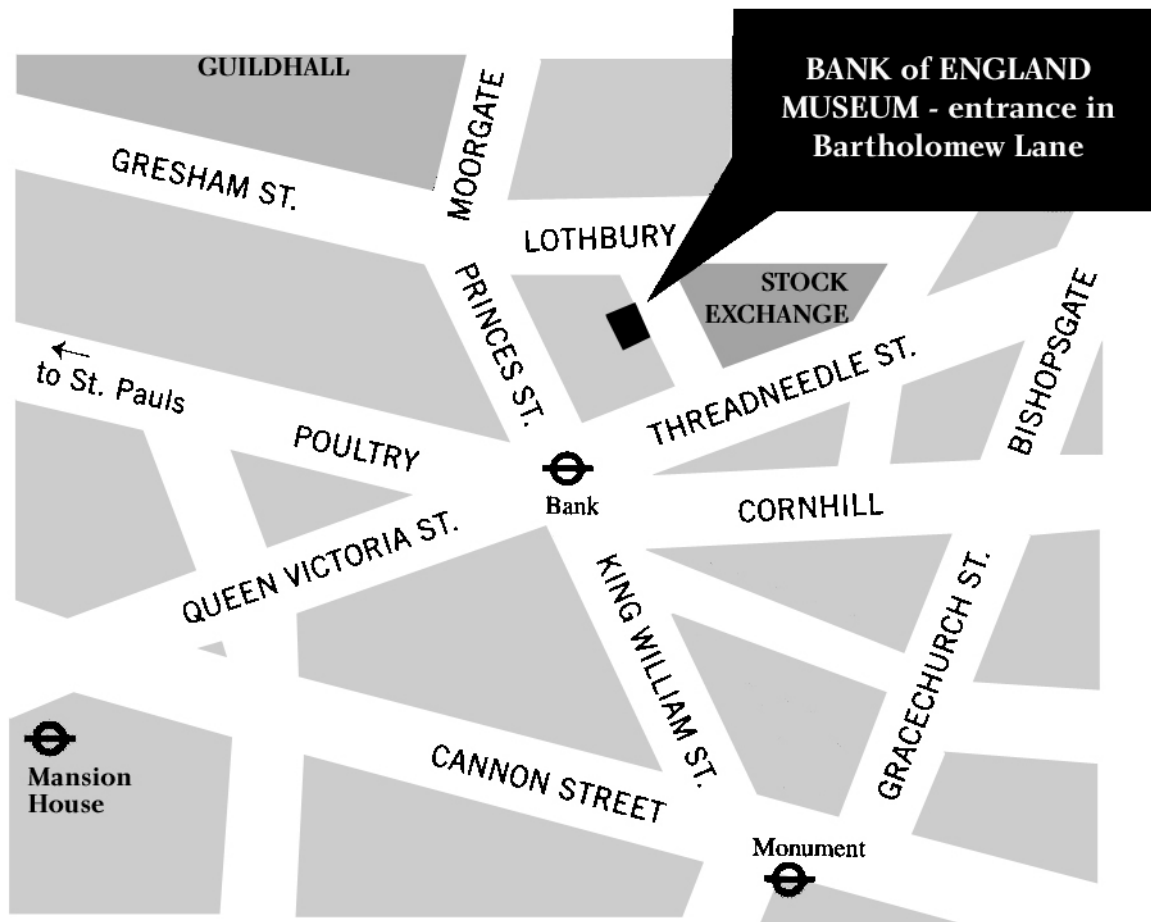 GUILDHALL
BANK of ENGLAND
MUSEUM - entrance in
Bartholomew Lane
MOORGATE
GRESHAM ST.
LOTHBURY
STOCK
EXCHANGE
PRINCES ST.
BISHOPSGATE
THREADNEEDLE ST.
to St. Pauls
POULTRY
Bank
CORNHILL
QUEEN VICTORIA ST.
KING WILLIAM ST.
GRACECHURCH ST.
Mansion
House
CANNON STREET
Monument